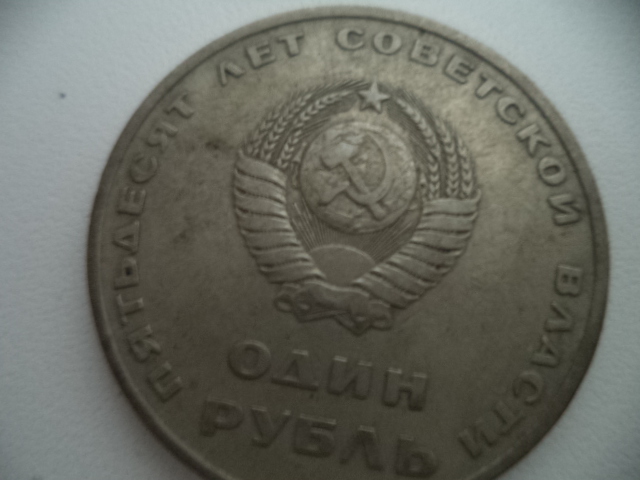 ПЯТЬДЕСЯТ ЛЕТ СОВЕТСКОЙ ВЛАСТИ
ОДИН
РУБЛЬ